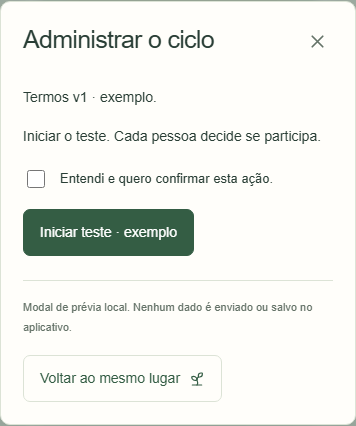 Administrar o ciclo
Termos v1 · exemplo.
Iniciar o teste. Cada pessoa decide se participa.
Entendi e quero confirmar esta ação.
Iniciar teste · exemplo
Modal de prévia local. Nenhum dado é enviado ou salvo no
aplicativo.
Voltar ao mesmo lugar